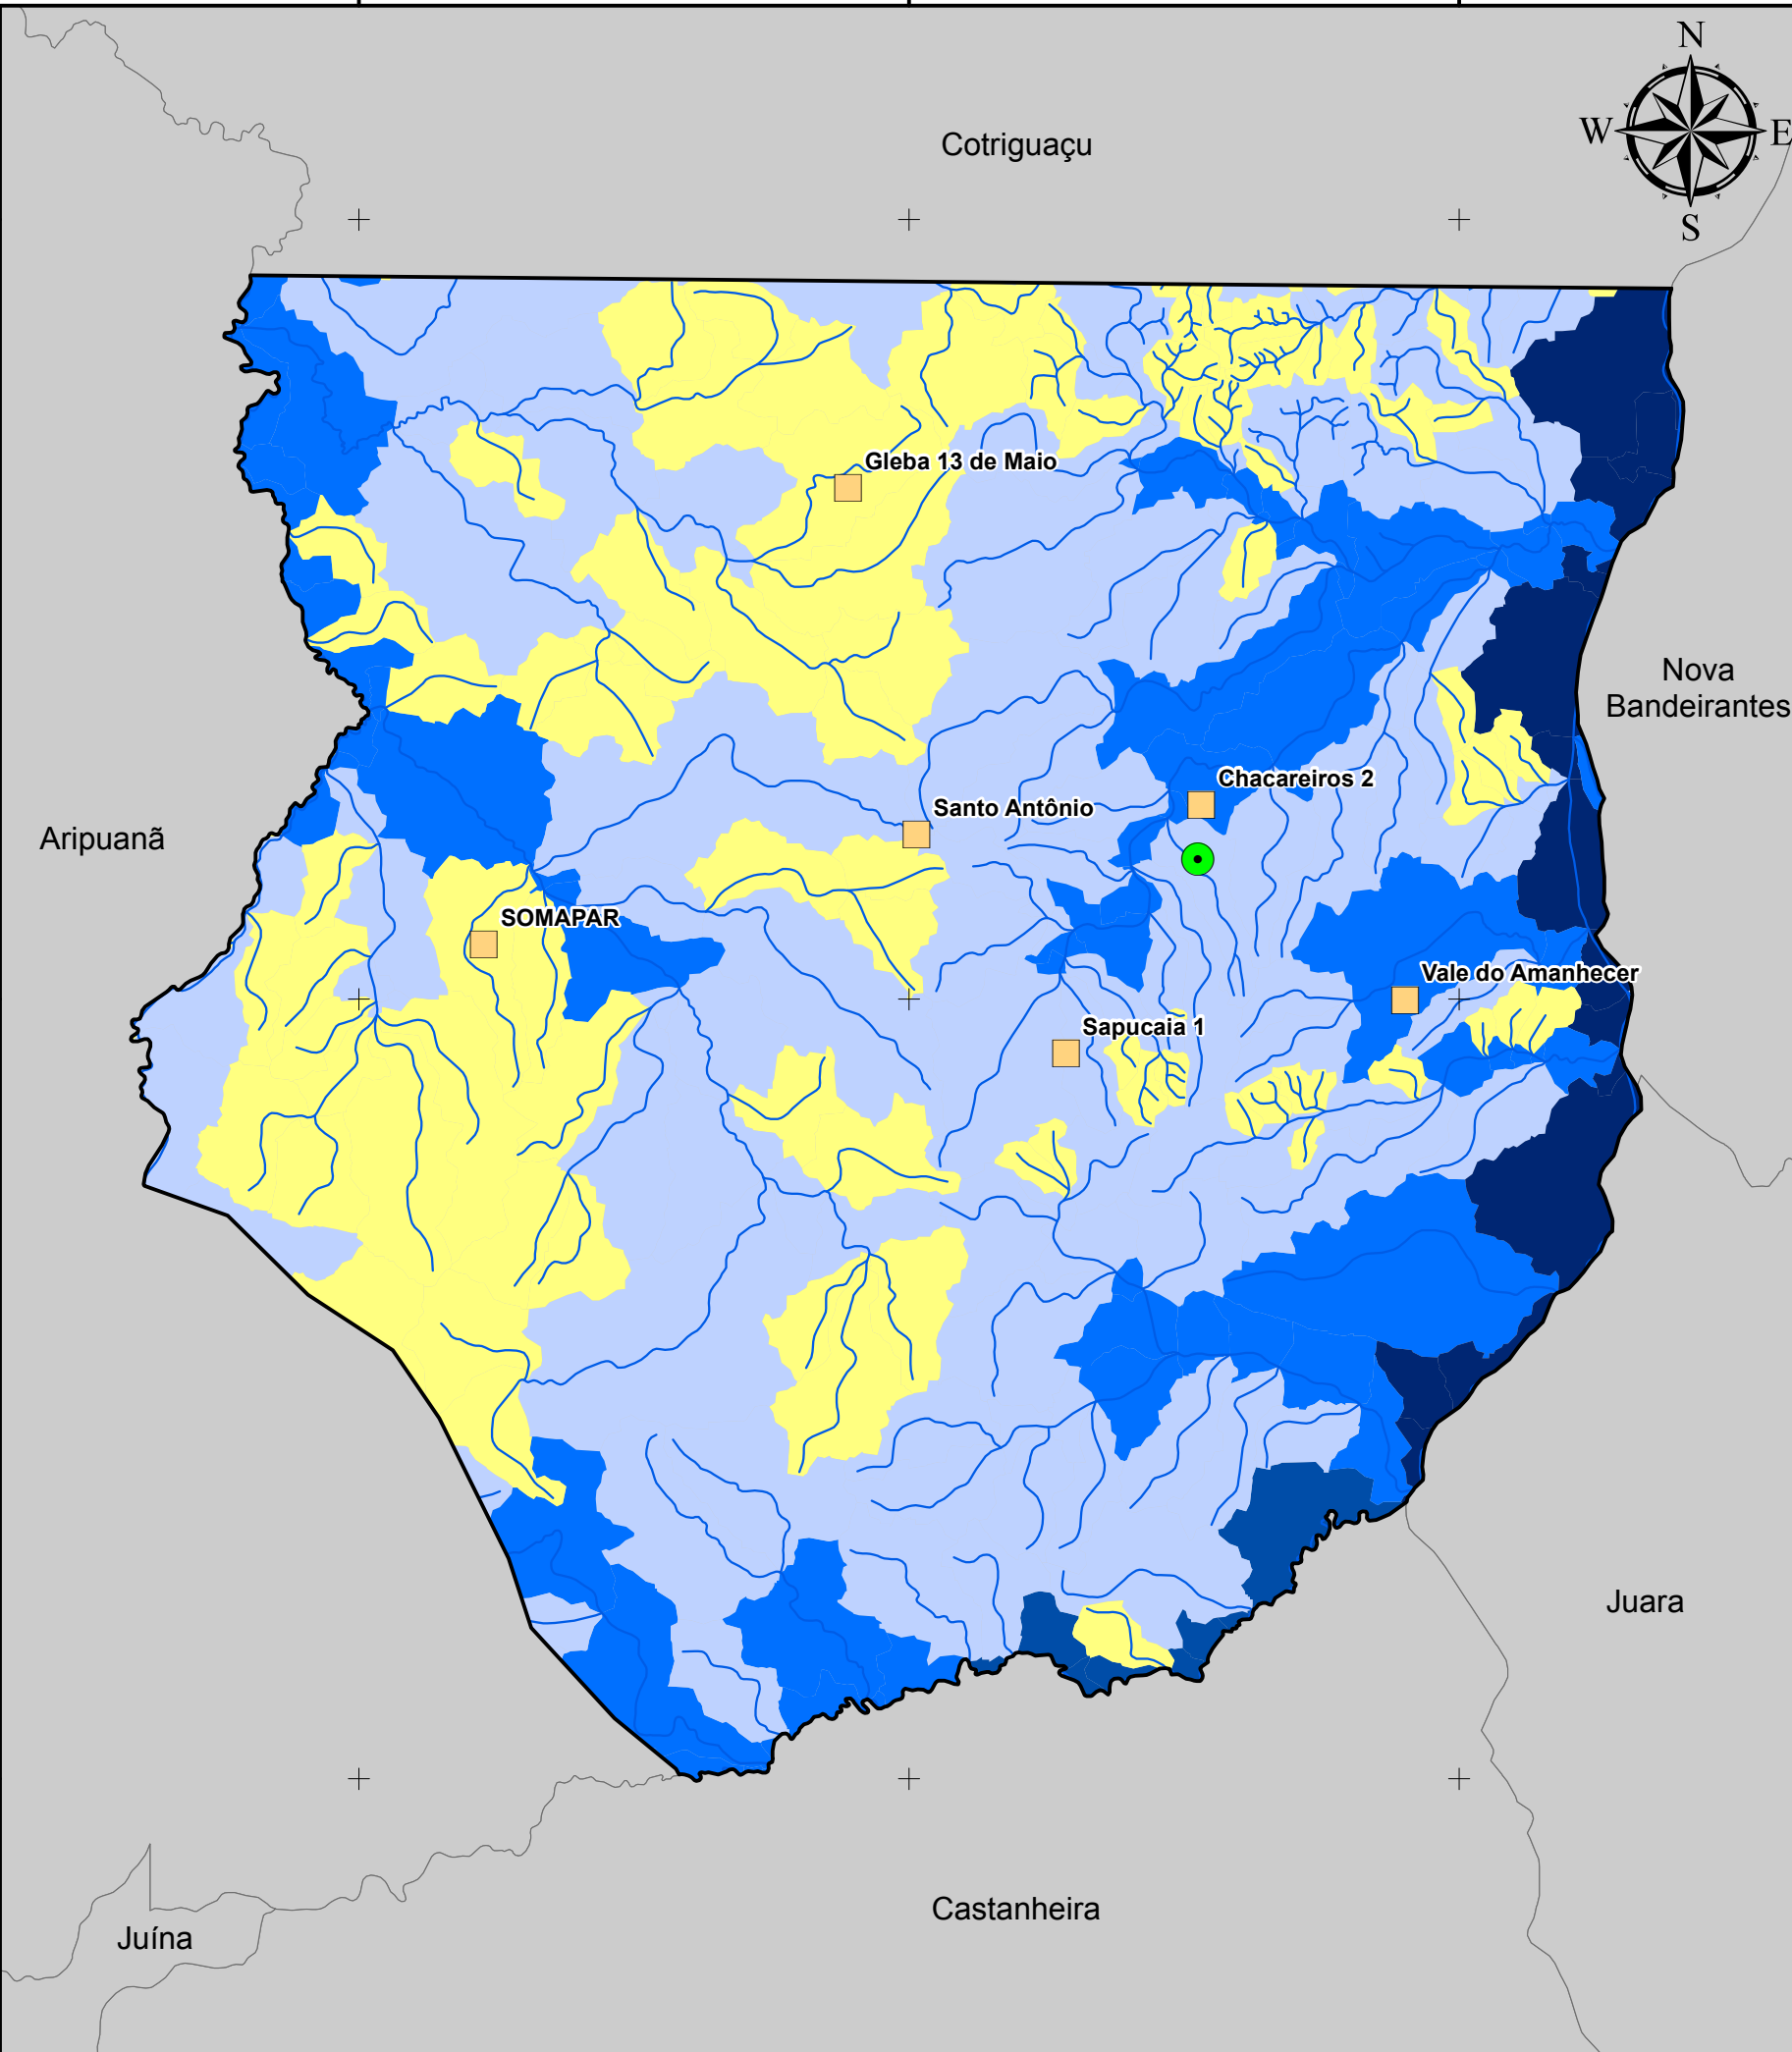 N
W
E
S
Cotriguaçu
Gleba 13 de Maio
Nova
Bandeirantes
Chacareiros 2
Santo Antônio
Aripuanã
SOMAPAR
Vale do Amanhecer
Sapucaia 1
Juara
Castanheira
Juína